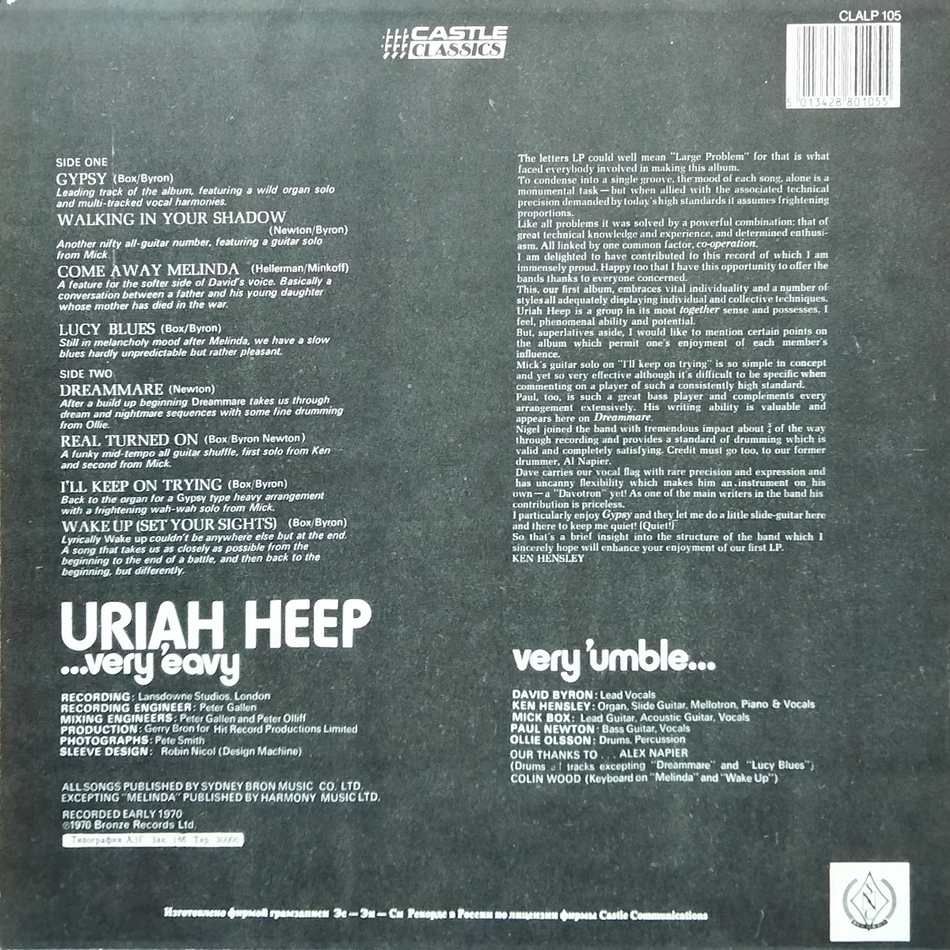 CASTLE
CLASSICS
CLALP 105
5 013428 801055
SIDE ONE
GYPSY (Box/Byron)
Leading track of the album, featuring a wild organ solo
and multi-tracked vocal harmonies.
WALKING IN YOUR SHADOW
(Newton/Byron)
Another nifty all-guitar number, featuring a guitar solo
from Mick.
COME AWAY MELINDA (Hellerman/Minkoff)
A feature for the softer side of David's voice. Basically a
conversation between a father and his young daughter
whose mother has died in the war.
LUCY BLUES (Box/Byron)
Still in melancholy mood after Melinda, we have a slow
blues hardly unpredictable but rather pleasant.
SIDE TWO
DREAMMARE (Newton)
After a build up beginning Dreammare takes us through
dream and nightmare sequences with some fine drumming
from Ollie.
REAL TURNED ON (Box/Byron Newton)
A funky mid-tempo all guitar shuffle, first solo from Ken
and second from Mick.
I'LL KEEP ON TRYING (Box/Byron)
Back to the organ for a Gypsy type heavy arrangement
with a frightening wah-wah solo from Mick.
WAKE UP (SET YOUR SIGHTS) (Box/Byron)
Lyrically Wake up couldn't be anywhere else but at the end.
A song that takes us as closely as possible from the
beginning to the end of a battle, and then back to the
beginning, but differently.
The letters LP could well mean "Large Problem" for that is what
faced everybody involved in making this album.
To condense into a single groove, the mood of each song, alone is a
monumental task—but when allied with the associated technical
precision demanded by today's high standards it assumes frightening
proportions.
Like all problems it was solved by a powerful combination: that of
great technical knowledge and experience, and determined enthusi-
asm. All linked by one common factor, co-operation.
I am delighted to have contributed to this record of which I am
immensely proud. Happy too that I have this opportunity to offer the
bands thanks to everyone concerned.
This, our first album, embraces vital individuality and a number of
styles all adequately displaying individual and collective techniques.
Uriah Heep is a group in its most together sense and possesses, I
feel, phenomenal ability and potential.
But, superlatives aside, I would like to mention certain points on
the album which permit one's enjoyment of each member's
influence.
Mick's guitar solo on "I'll keep on trying" is so simple in concept
and yet so very effective although it's difficult to be specific when
commenting on a player of such a consistently high standard.
Paul, too, is such a great bass player and complements every
arrangement extensively. His writing ability is valuable and
appears here on Dreammare.
Nigel joined the band with tremendous impact about ¾ of the way
through recording and provides a standard of drumming which is
valid and completely satisfying. Credit must go, too, to our former
drummer, Al Napier.
Dave carries our vocal flag with rare precision and expression and
has uncanny flexibility which makes him an instrument on his
own—a "Davotron" yet! As one of the main writers in the band his
contribution is priceless.
I particularly enjoy Gypsy and they let me do a little slide-guitar here
and there to keep me quiet! [Quiet!]
So that's a brief insight into the structure of the band which I
sincerely hope will enhance your enjoyment of our first LP.
KEN HENSLEY
URIAH HEEP
...very 'eavy
very 'umble...
RECORDING: Lansdowne Studios, London
RECORDING ENGINEER: Peter Gallen
MIXING ENGINEERS: Peter Gallen and Peter Olliff
PRODUCTION: Gerry Bron for Hit Record Productions Limited
PHOTOGRAPHS: Pete Smith
SLEEVE DESIGN: Robin Nicol (Design Machine)
DAVID BYRON: Lead Vocals
KEN HENSLEY: Organ, Slide Guitar, Mellotron, Piano & Vocals
MICK BOX: Lead Guitar, Acoustic Guitar, Vocals
PAUL NEWTON: Bass Guitar, Vocals
OLLIE OLSSON: Drums, Percussion
OUR THANKS TO ... ALEX NAPIER
(Drums all tracks excepting "Dreammare" and "Lucy Blues")
COLIN WOOD (Keyboard on "Melinda" and "Wake Up")
ALL SONGS PUBLISHED BY SYDNEY BRON MUSIC CO. LTD.
EXCEPTING "MELINDA" PUBLISHED BY HARMONY MUSIC LTD.
RECORDED EARLY 1970
℗1970 Bronze Records Ltd.
Типография Зак 186 Тир
Изготовлено фирмой грамзаписи Эс — Эн — Си Рекордс в России по лицензии фирмы Castle Communications